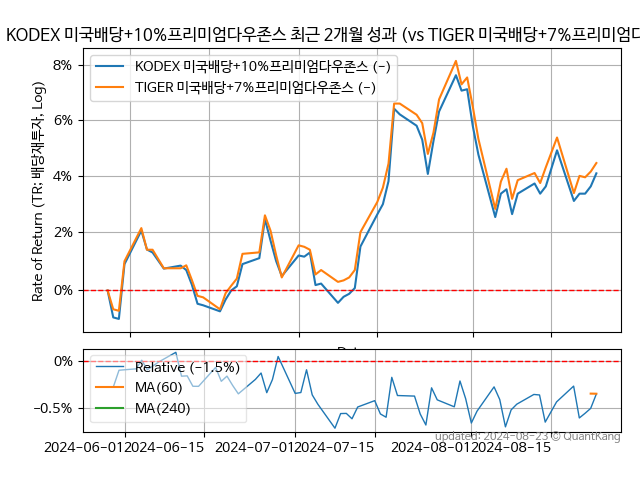 KODEX 미국배당+10%프리미엄다우존스 최근 2개월 성과 (vs TIGER 미국배당+7%프리미엄다
KODEX 미국배당+10%프리미엄다우존스 (-)
TIGER 미국배당+7%프리미엄다우존스 (-)
Rate of Return (TR: 배당재투자, Log)
8%
6%
4%
2%
0%
Relative (-1.5%)
MA(60)
MA(240)
0%
-0.5%
2024-06-01
2024-06-15
2024-07-01
2024-07-15
2024-08-01
2024-08-15
updated: 2024-08-23 © QuantKang